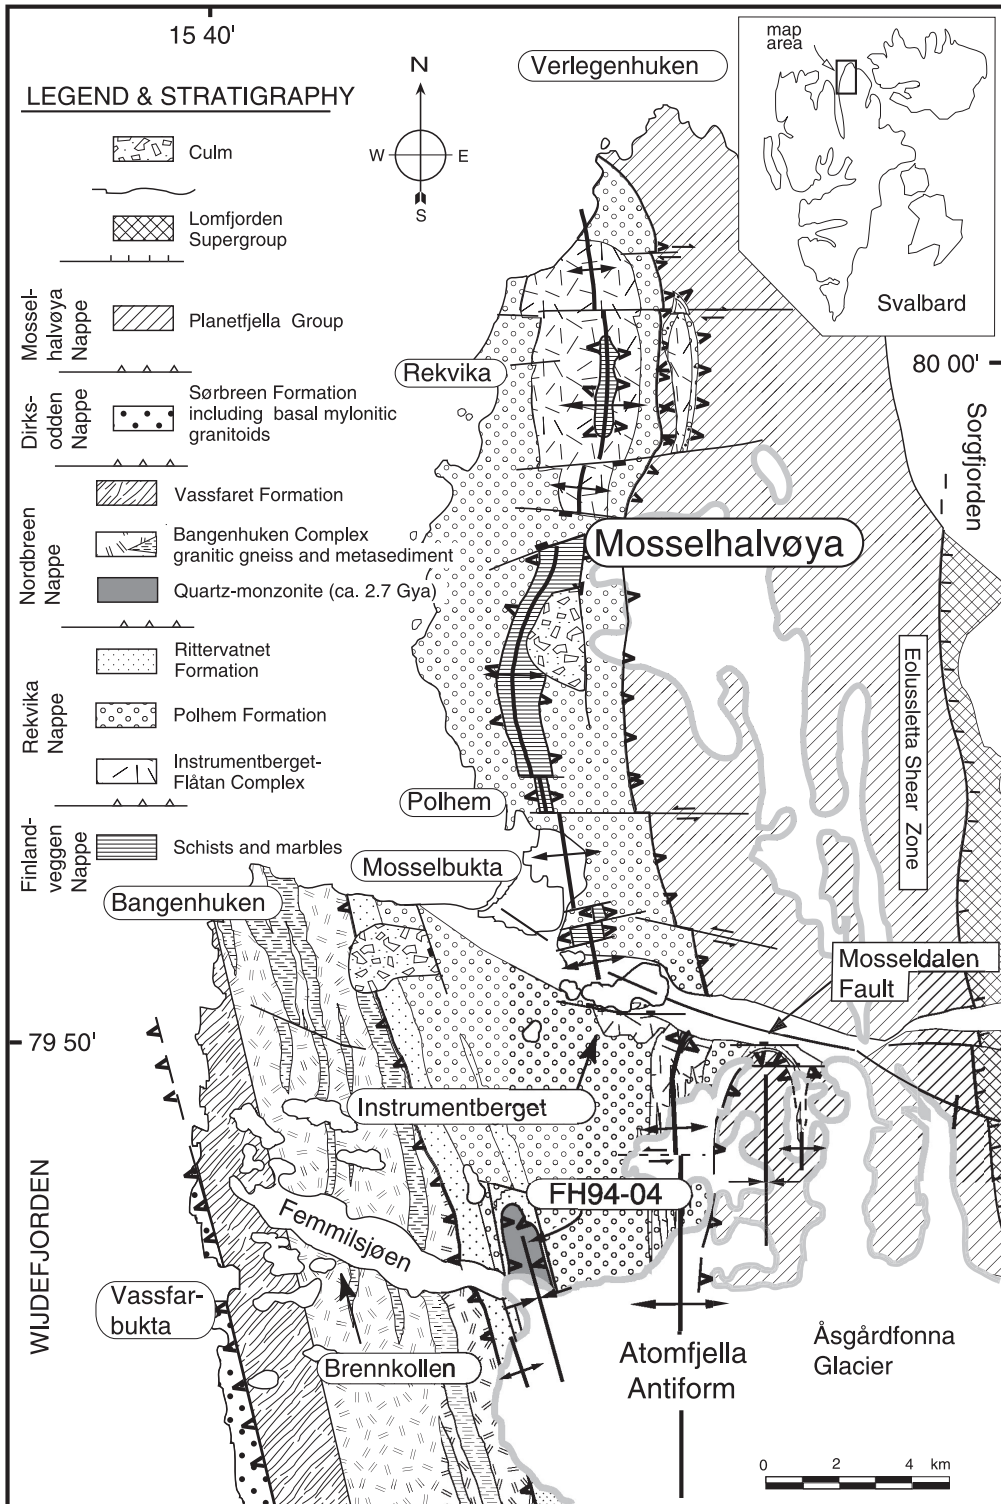 15 40'
map
area
Verlegenhuken
N
W
E
S
Svalbard
LEGEND & STRATIGRAPHY
Culm
Lomfjorden
Supergroup
Mossel-
halvøya
Nappe
Planetfjella Group
Dirks-
odden
Nappe
Sørbreen Formation
including basal mylonitic
granitoids
Nordbreen
Nappe
Vassfaret Formation
Bangenhuken Complex
granitic gneiss and metasediment
Quartz-monzonite (ca. 2.7 Gya)
Rekvika
Nappe
Rittervatnet
Formation
Polhem Formation
Instrumentberget-
Flåtan Complex
Finland-
veggen
Nappe
Schists and marbles
Rekvika
80 00'
Sorgfjorden
Mosselhalvøya
Eolussletta Shear Zone
Polhem
Mosselbukta
Bangenhuken
Mosseldalen
Fault
79 50'
Instrumentberget
FH94-04
WIJDEFJORDEN
Femmilsjøen
Vassfar-
bukta
Brennkollen
Atomfjella
Antiform
Åsgårdfonna
Glacier
0 2 4 km